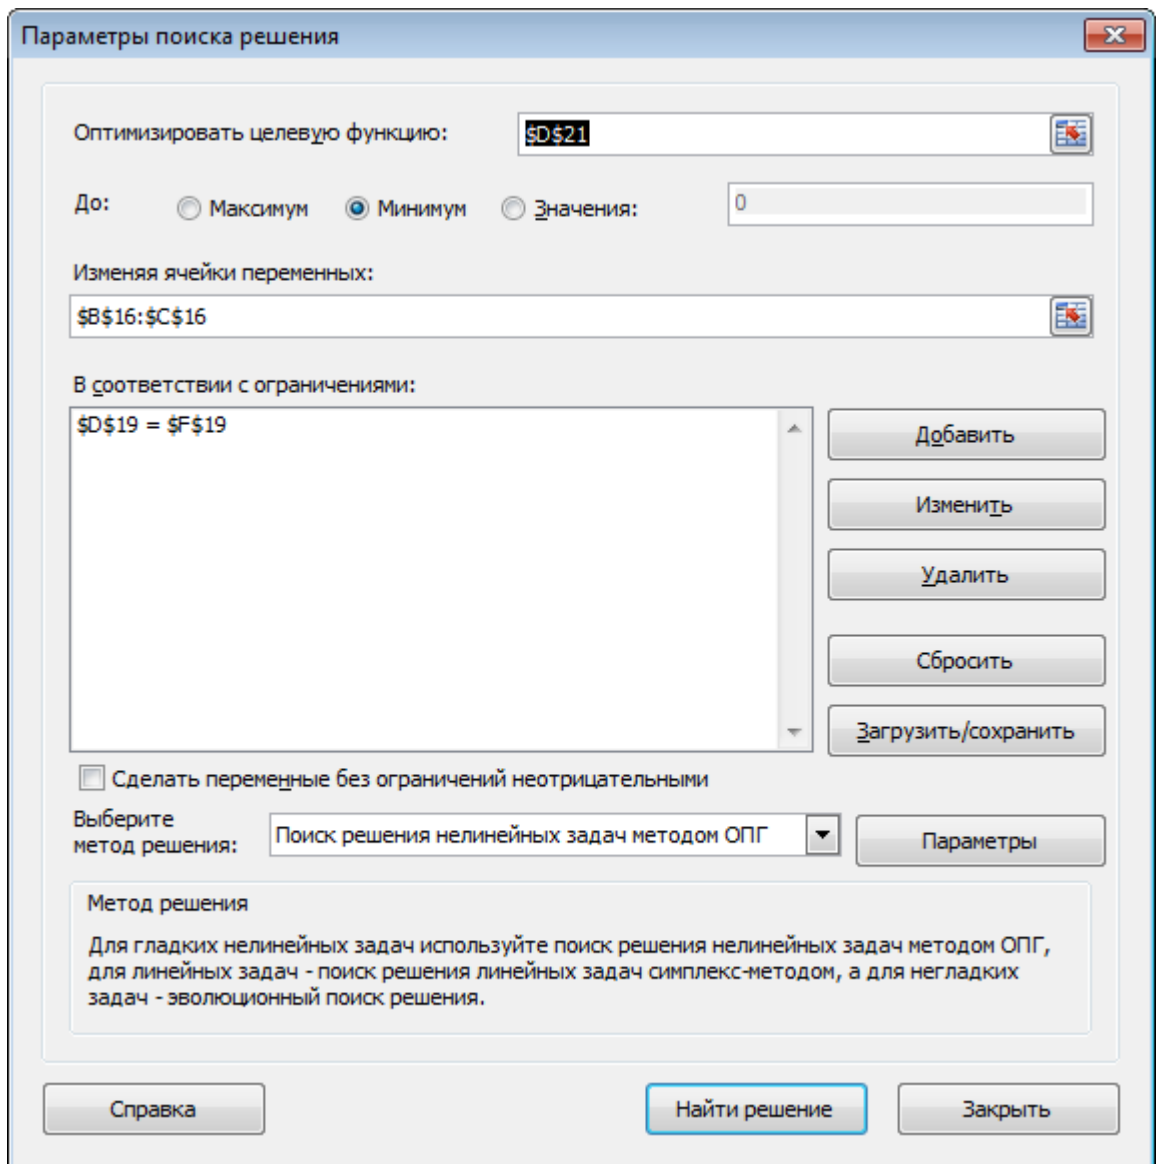 Параметры поиска решения
Оптимизировать целевую функцию:
$D$21
До:
Максимум
Минимум
Значения:
0
Изменяя ячейки переменных:
$B$16:$C$16
В соответствии с ограничениями:
$D$19 = $F$19
Добавить
Изменить
Удалить
Сбросить
Загрузить/сохранить
Сделать переменные без ограничений неотрицательными
Выберите
метод решения:
Поиск решения нелинейных задач методом ОПГ
Параметры
Метод решения
Для гладких нелинейных задач используйте поиск решения нелинейных задач методом ОПГ,
для линейных задач - поиск решения линейных задач симплекс-методом, а для негладких
задач - эволюционный поиск решения.
Справка
Найти решение
Закрыть